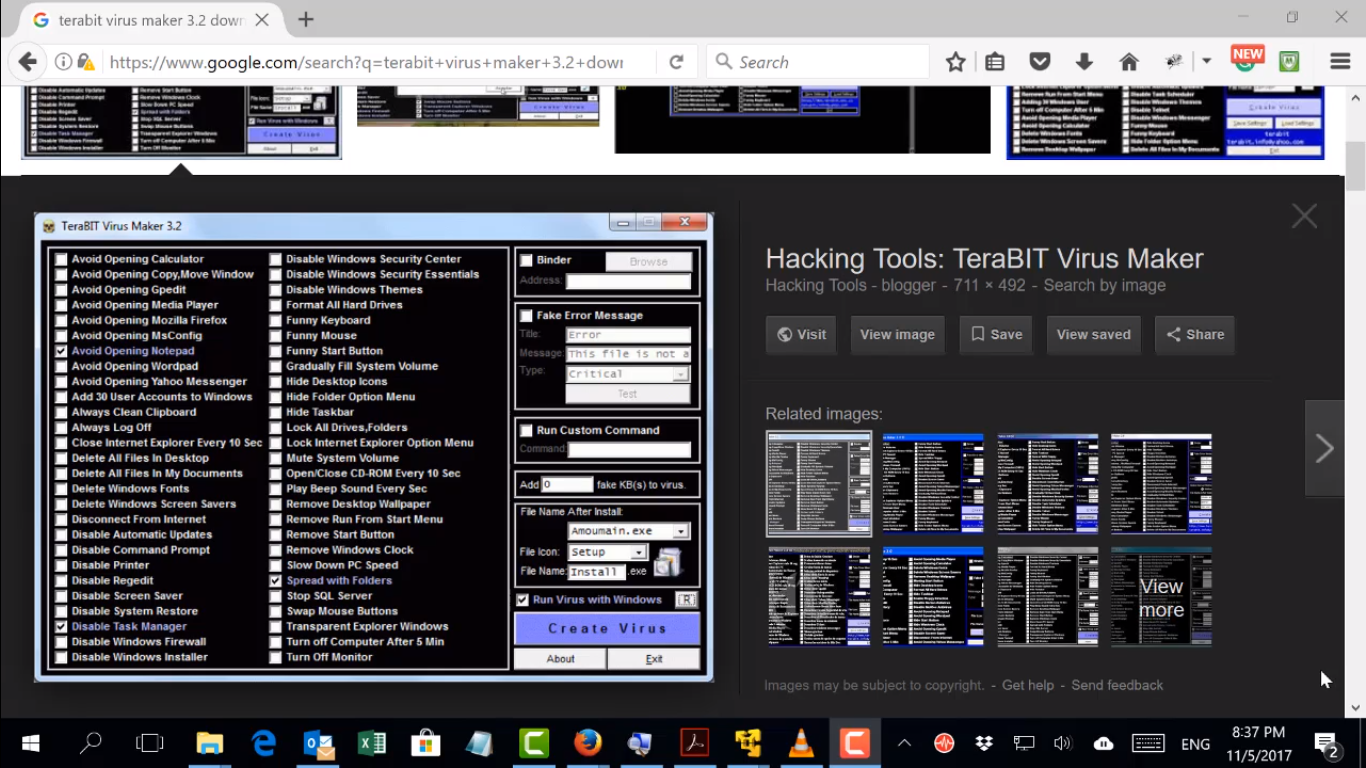 terabit virus maker 3.2 down
https://www.google.com/search?q=terabit+virus+maker+3.2+down
Search
NEW
TeraBIT Virus Maker 3.2
Avoid Opening Calculator
Avoid Opening Copy,Move Window
Avoid Opening Gpedit
Avoid Opening Media Player
Avoid Opening Mozilla Firefox
Avoid Opening MsConfig
Avoid Opening Notepad
Avoid Opening Wordpad
Avoid Opening Yahoo Messenger
Add 30 User Accounts to Windows
Always Clean Clipboard
Always Log Off
Close Internet Explorer Every 10 Sec
Delete All Files In Desktop
Delete All Files In My Documents
Delete Windows Fonts
Delete Windows Screen Savers
Disconnect From Internet
Disable Automatic Updates
Disable Command Prompt
Disable Printer
Disable Regedit
Disable Screen Saver
Disable System Restore
Disable Task Manager
Disable Windows Firewall
Disable Windows Installer
Disable Windows Security Center
Disable Windows Security Essentials
Disable Windows Themes
Format All Hard Drives
Funny Keyboard
Funny Mouse
Funny Start Button
Gradually Fill System Volume
Hide Desktop Icons
Hide Folder Option Menu
Hide Taskbar
Lock All Drives,Folders
Lock Internet Explorer Option Menu
Mute System Volume
Open/Close CD-ROM Every 10 Sec
Play Beep Sound Every Sec
Remove Desktop Wallpaper
Remove Run From Start Menu
Remove Start Button
Remove Windows Clock
Slow Down PC Speed
Spread with Folders
Stop SQL Server
Swap Mouse Buttons
Transparent Explorer Windows
Turn off Computer After 5 Min
Turn Off Monitor
Binder
Browse
Address:
Fake Error Message
Title: Error
Message: This file is not a
Type: Critical
Test
Run Custom Command
Command:
Add 0 fake KB(s) to virus.
File Name After Install:
Amoumain.exe
File Icon: Setup
File Name: Install .exe
Run Virus with Windows [R]
Create Virus
About
Exit
Hacking Tools: TeraBIT Virus Maker
Hacking Tools - blogger - 711 × 492 - Search by image
Visit
View image
Save
View saved
Share
Related images:
View
more
Images may be subject to copyright. - Get help - Send feedback
ENG
8:37 PM
11/5/2017
2